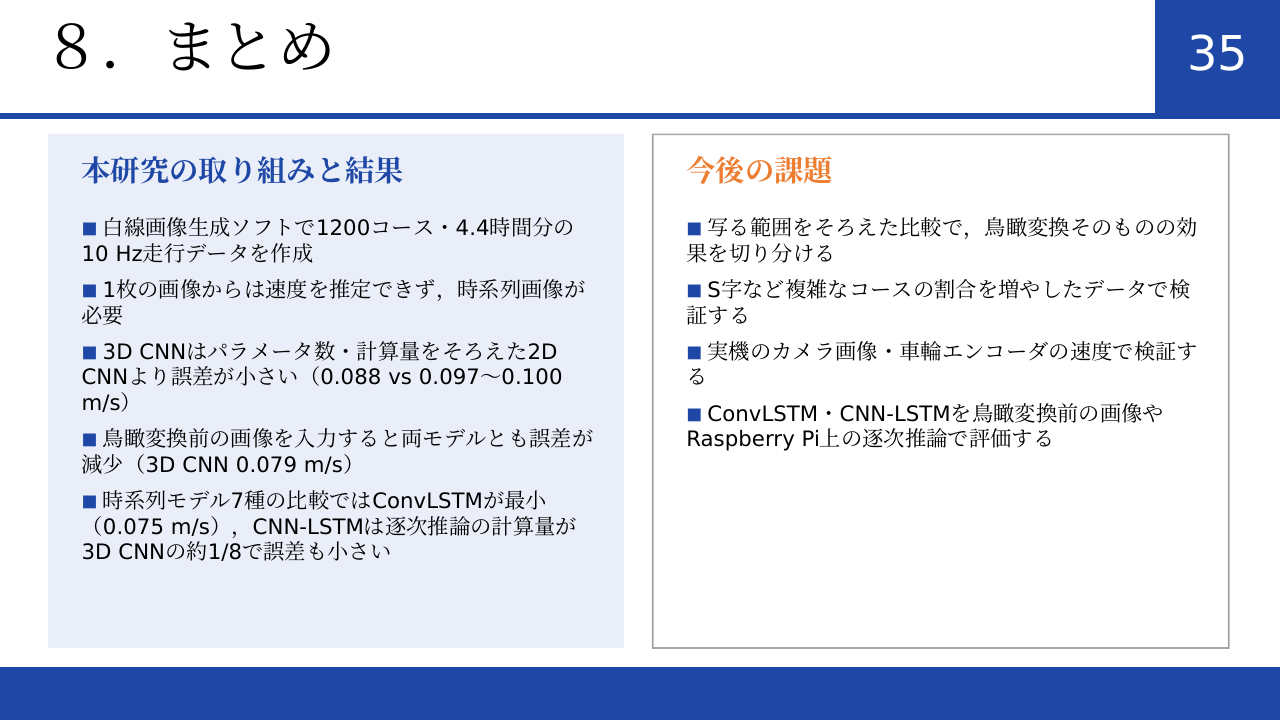 ８．まとめ
35
本研究の取り組みと結果
■ 白線画像生成ソフトで1200コース・4.4時間分の
10 Hz走行データを作成
■ 1枚の画像からは速度を推定できず，時系列画像が
必要
■ 3D CNNはパラメータ数・計算量をそろえた2D
CNNより誤差が小さい（0.088 vs 0.097～0.100
m/s）
■ 鳥瞰変換前の画像を入力すると両モデルとも誤差が
減少（3D CNN 0.079 m/s）
■ 時系列モデル7種の比較ではConvLSTMが最小
（0.075 m/s），CNN-LSTMは逐次推論の計算量が
3D CNNの約1/8で誤差も小さい
今後の課題
■ 写る範囲をそろえた比較で，鳥瞰変換そのものの効
果を切り分ける
■ S字など複雑なコースの割合を増やしたデータで検
証する
■ 実機のカメラ画像・車輪エンコーダの速度で検証す
る
■ ConvLSTM・CNN-LSTMを鳥瞰変換前の画像や
Raspberry Pi上の逐次推論で評価する